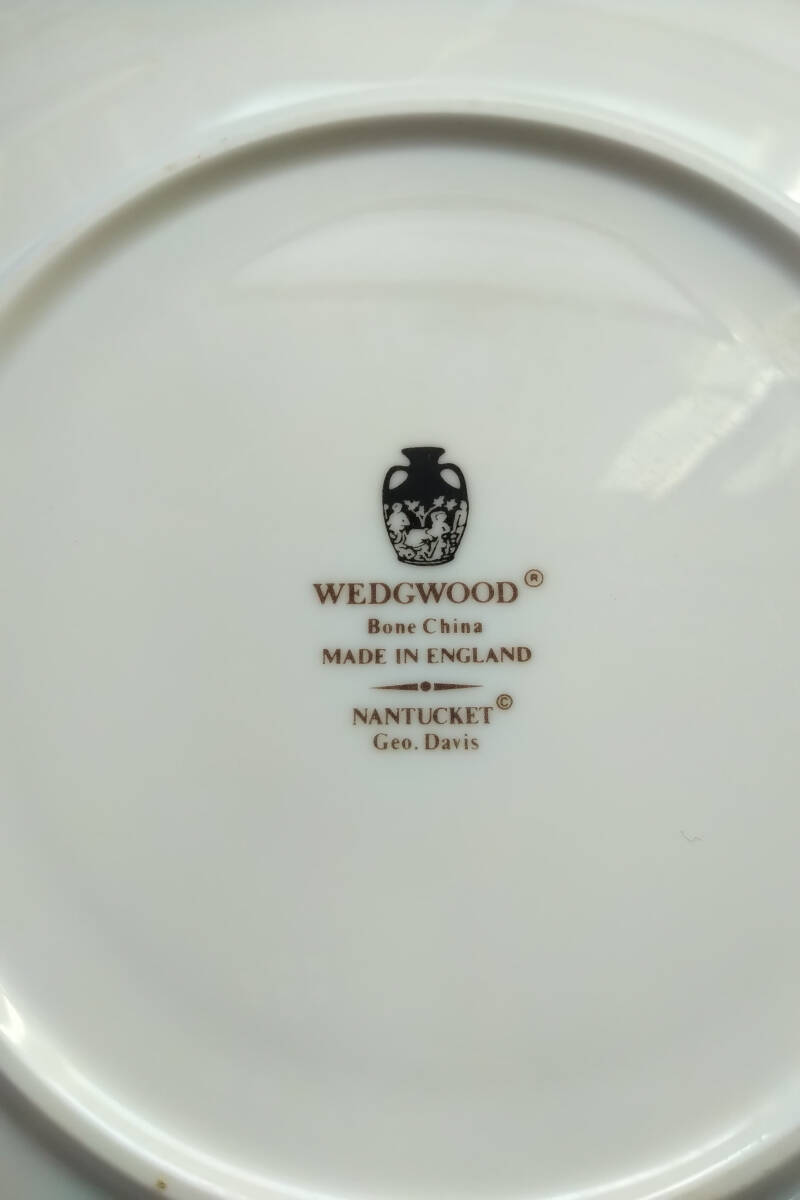 WEDGWOOD®
Bone China
MADE IN ENGLAND
NANTUCKET©
Geo. Davis